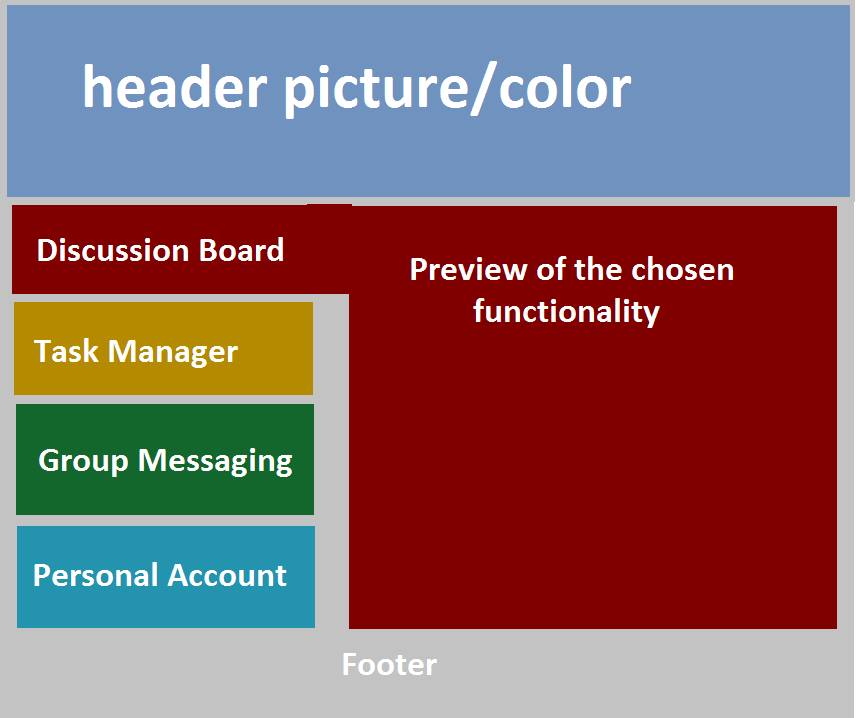 header picture/color
Discussion Board
Preview of the chosen
functionality
Task Manager
Group Messaging
Personal Account
Footer